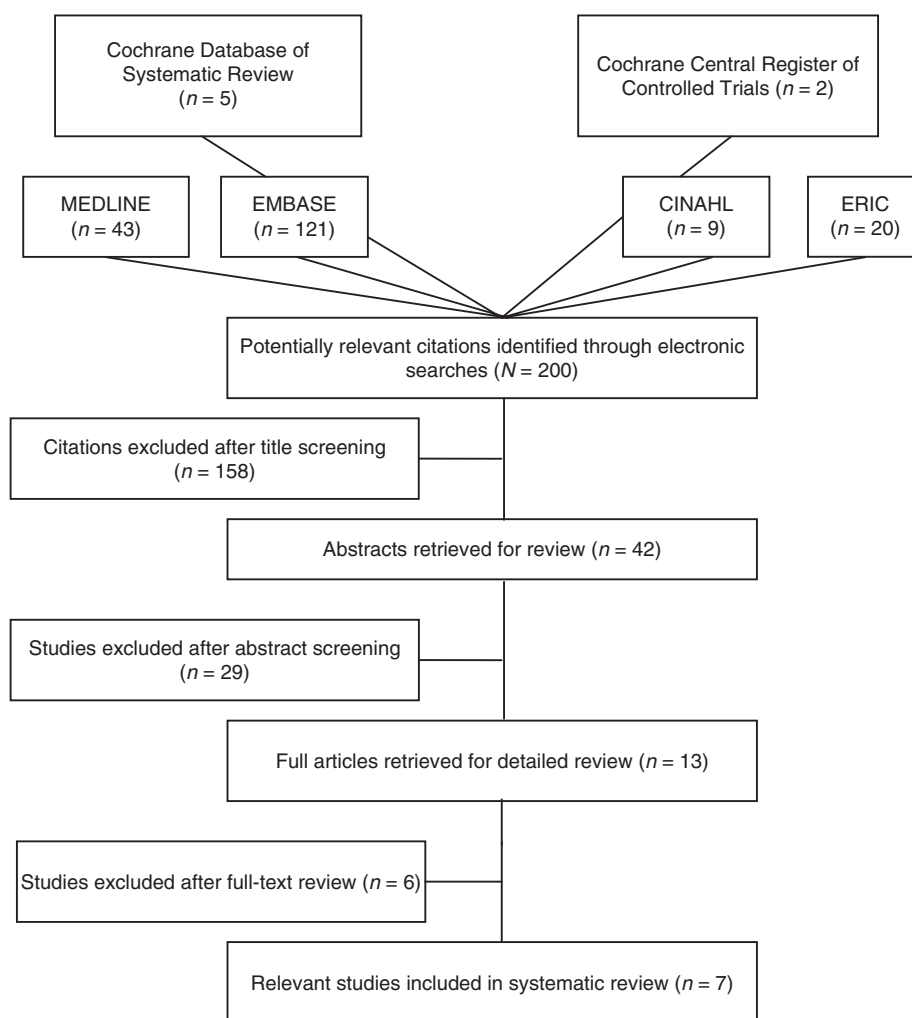 Cochrane Database of
Systematic Review
(n = 5)
Cochrane Central Register of
Controlled Trials (n = 2)
MEDLINE
(n = 43)
EMBASE
(n = 121)
CINAHL
(n = 9)
ERIC
(n = 20)
Potentially relevant citations identified through electronic
searches (N = 200)
Citations excluded after title screening
(n = 158)
Abstracts retrieved for review (n = 42)
Studies excluded after abstract screening
(n = 29)
Full articles retrieved for detailed review (n = 13)
Studies excluded after full-text review (n = 6)
Relevant studies included in systematic review (n = 7)